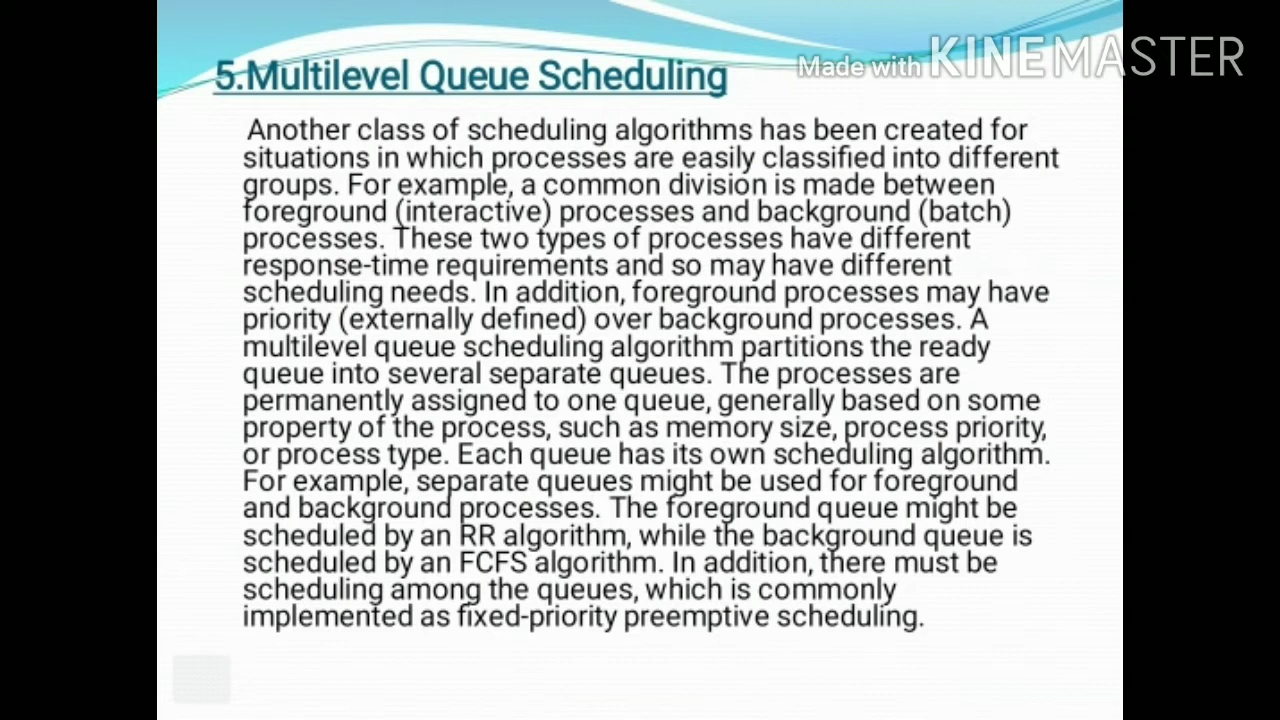 Made with KINEMASTER
5.Multilevel Queue Scheduling
Another class of scheduling algorithms has been created for
situations in which processes are easily classified into different
groups. For example, a common division is made between
foreground (interactive) processes and background (batch)
processes. These two types of processes have different
response-time requirements and so may have different
scheduling needs. In addition, foreground processes may have
priority (externally defined) over background processes. A
multilevel queue scheduling algorithm partitions the ready
queue into several separate queues. The processes are
permanently assigned to one queue, generally based on some
property of the process, such as memory size, process priority,
or process type. Each queue has its own scheduling algorithm.
For example, separate queues might be used for foreground
and background processes. The foreground queue might be
scheduled by an RR algorithm, while the background queue is
scheduled by an FCFS algorithm. In addition, there must be
scheduling among the queues, which is commonly
implemented as fixed-priority preemptive scheduling.